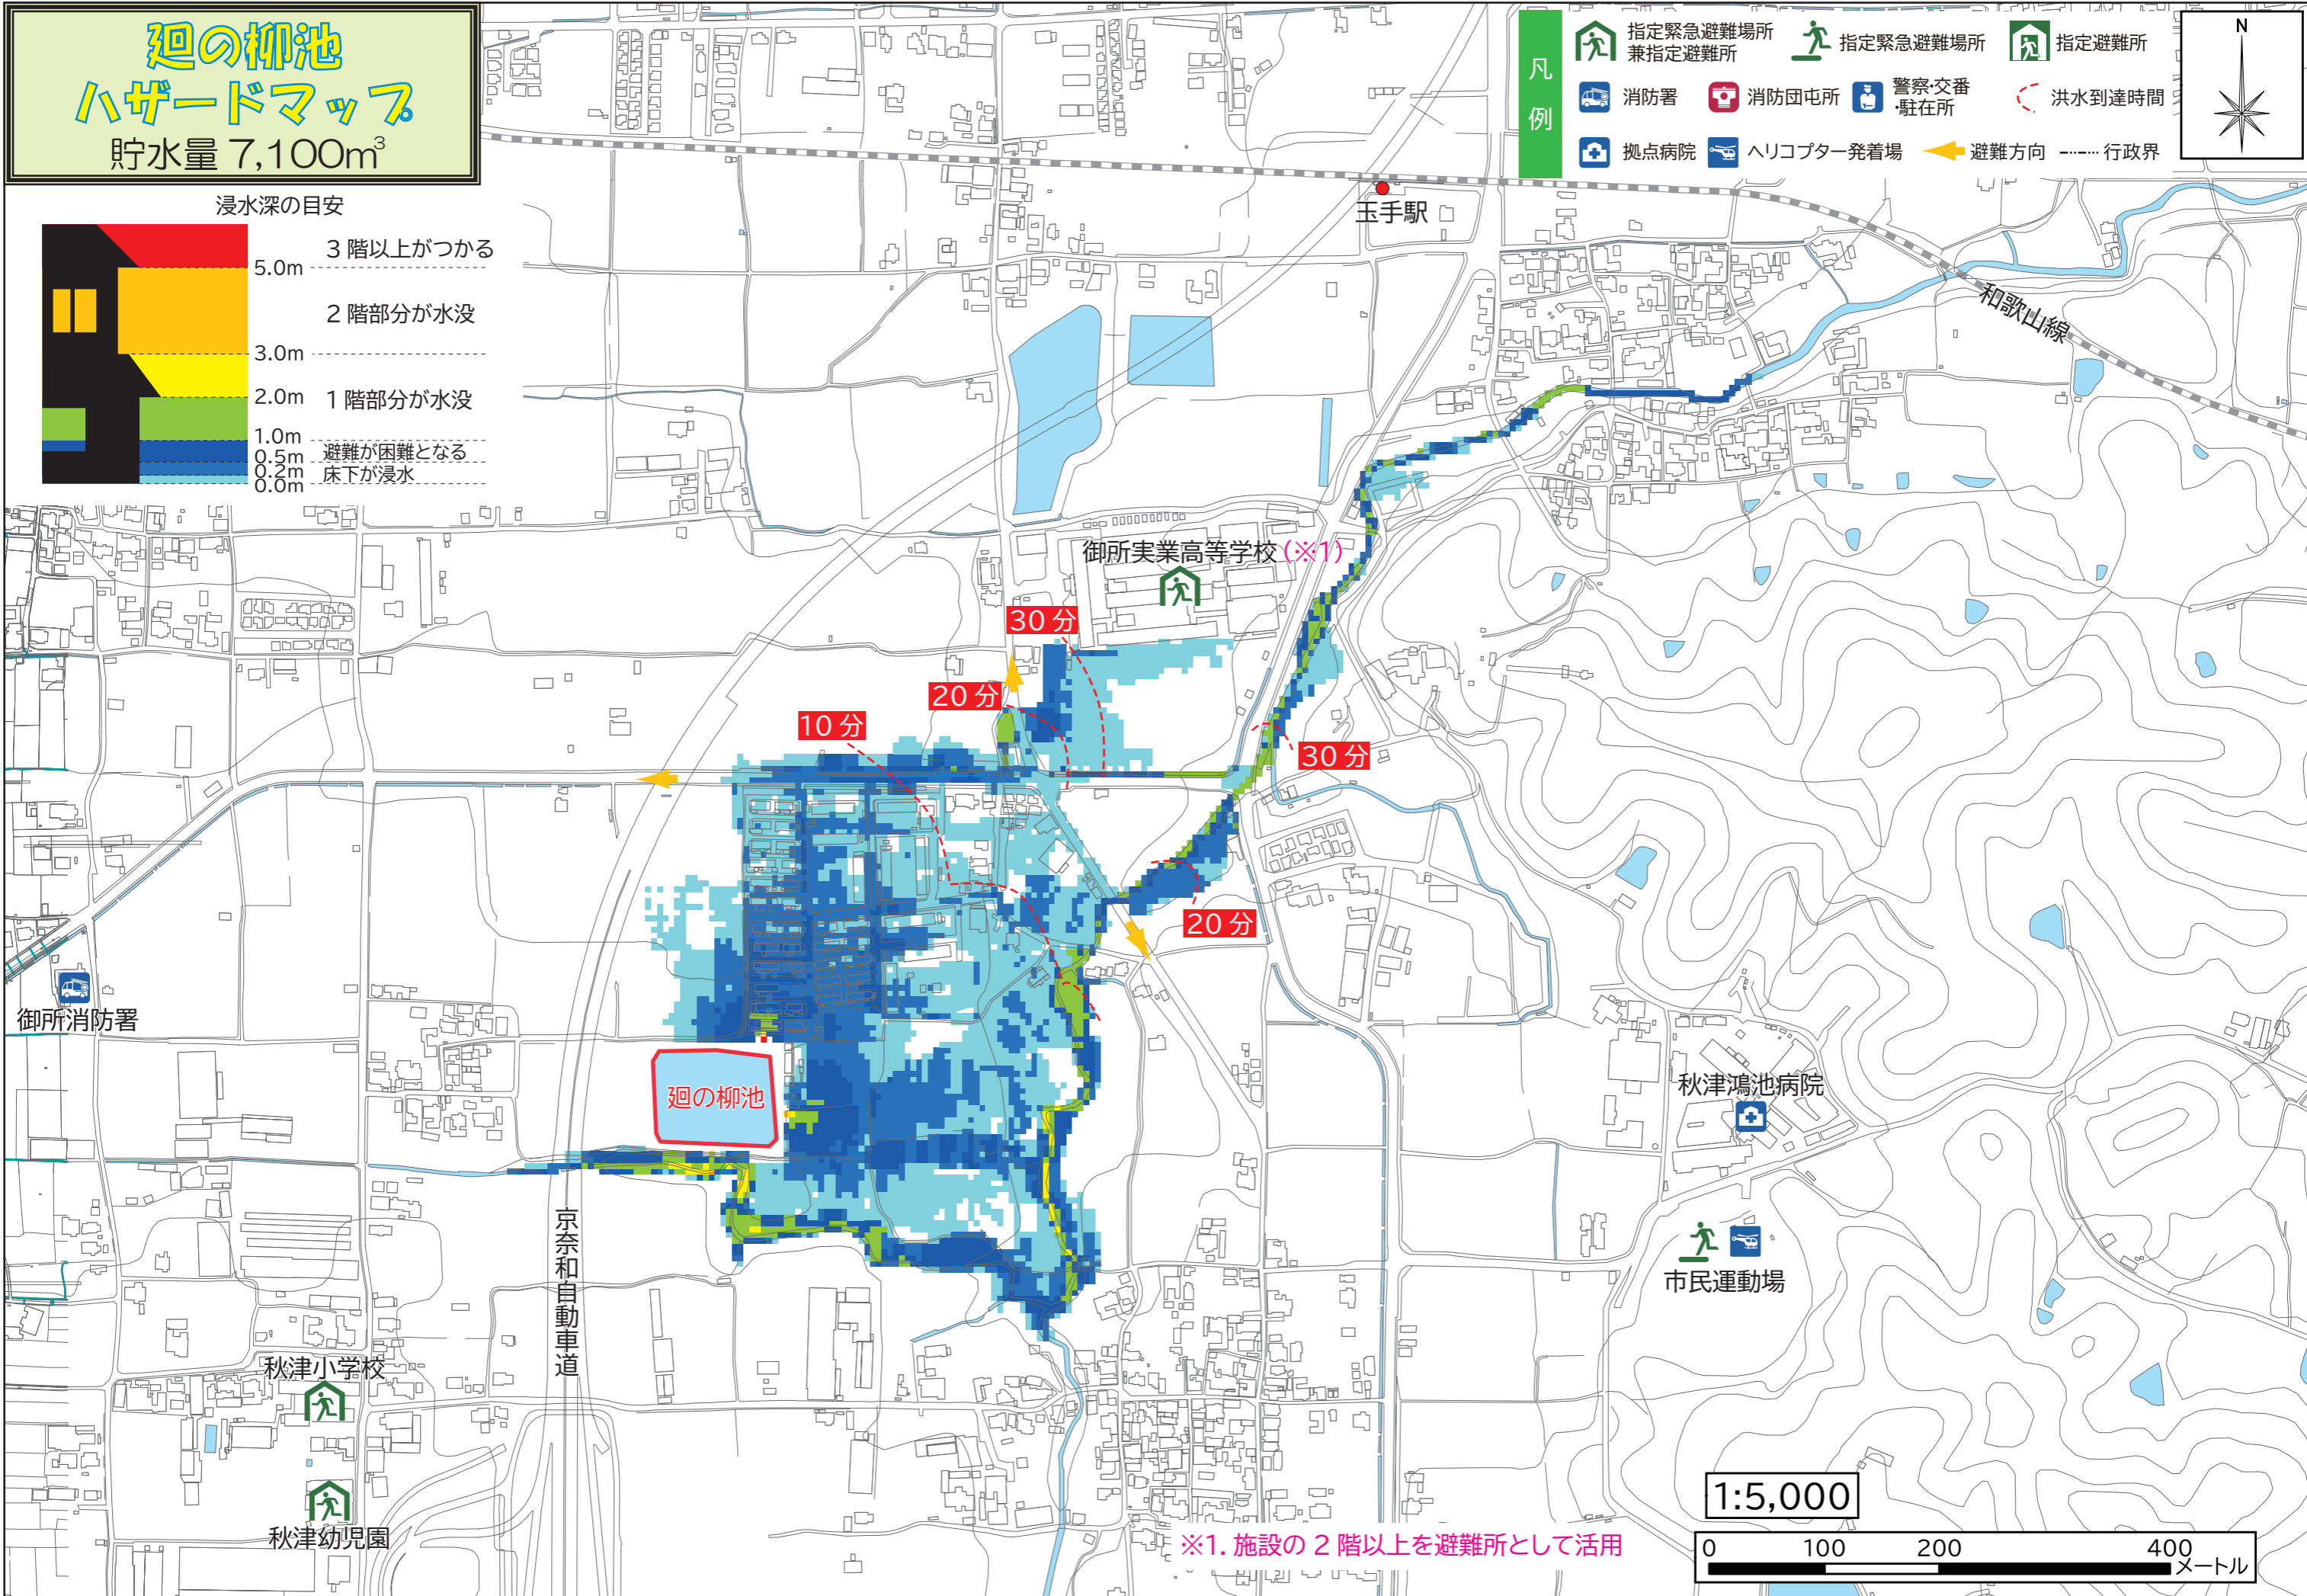 廻の柳池
ハザードマップ
貯水量 7,100m³
浸水深の目安
3 階以上がつかる
5.0m
2 階部分が水没
3.0m
2.0m
1 階部分が水没
1.0m
避難が困難となる
0.5m
0.2m
床下が浸水
0.0m
凡例
指定緊急避難場所
兼指定避難所
指定緊急避難場所
指定避難所
消防署
消防団屯所
警察・交番
・駐在所
洪水到達時間
拠点病院
ヘリコプター発着場
避難方向
行政界
N
玉手駅
和歌山線
御所実業高等学校(※1)
30 分
20 分
10 分
30 分
20 分
御所消防署
廻の柳池
秋津鴻池病院
京奈和自動車道
市民運動場
秋津小学校
秋津幼児園
1:5,000
※1. 施設の 2 階以上を避難所として活用
0 100 200 400
メートル